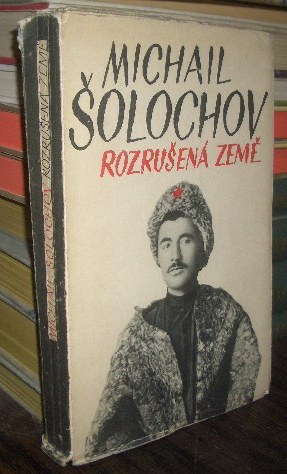 MICHAIL
ŠOLOCHOV
ROZRUŠENÁ ZEMĚ
MICHAIL ŠOLOCHOV ROZRUŠENÁ ZEMĚ